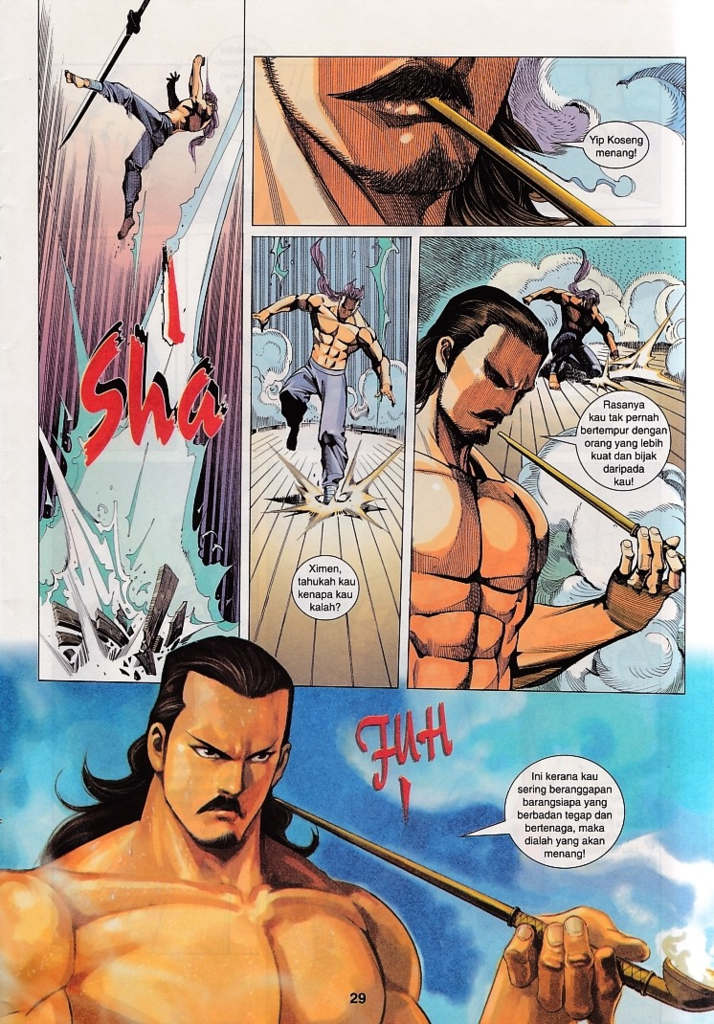 Yip Koseng
menang!
Sha
Ximen,
tahukah kau
kenapa kau
kalah?
Rasanya
kau tak pernah
bertempur dengan
orang yang lebih
kuat dan bijak
daripada
kau!
FUH
!
Ini kerana kau
sering beranggapan
barangsiapa yang
berbadan tegap dan
bertenaga, maka
dialah yang akan
menang!
29